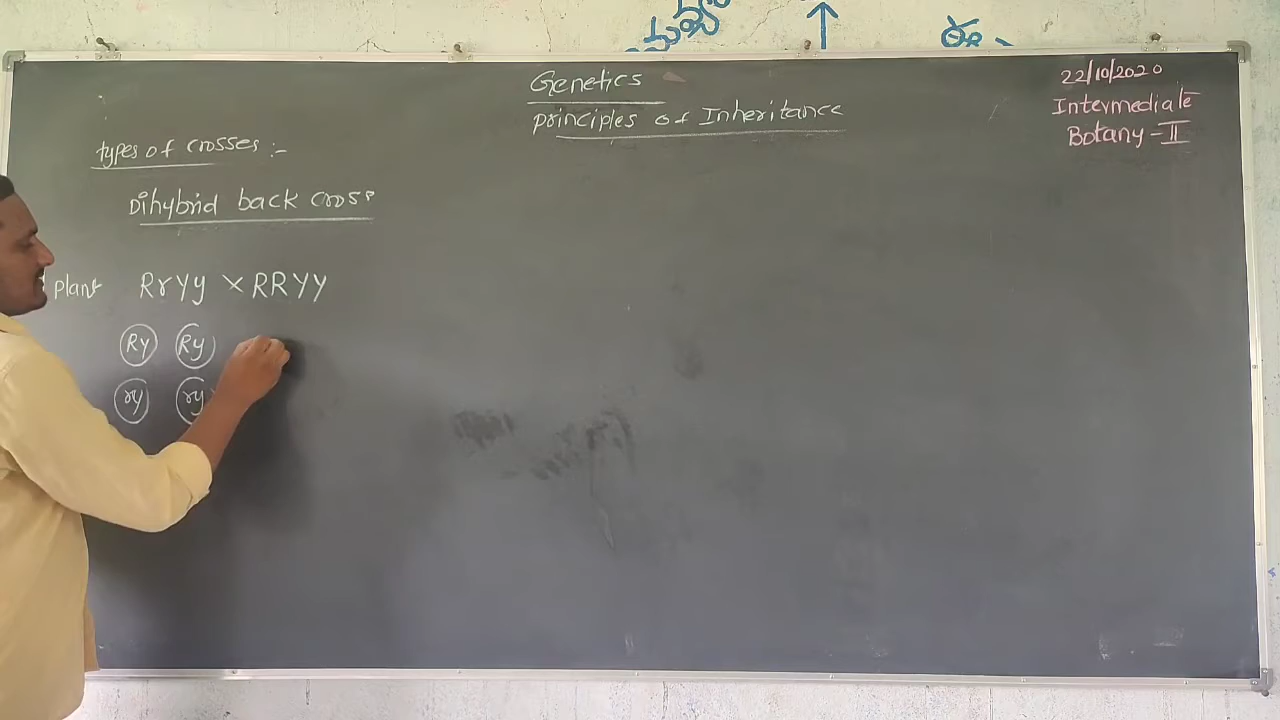 Genetics
principles of Inheritance
22/10/2020
Intermediate
Botany-II
types of crosses :-
Dihybrid back cross
plant RrYy × RRYY
Ry Ry
ry ry